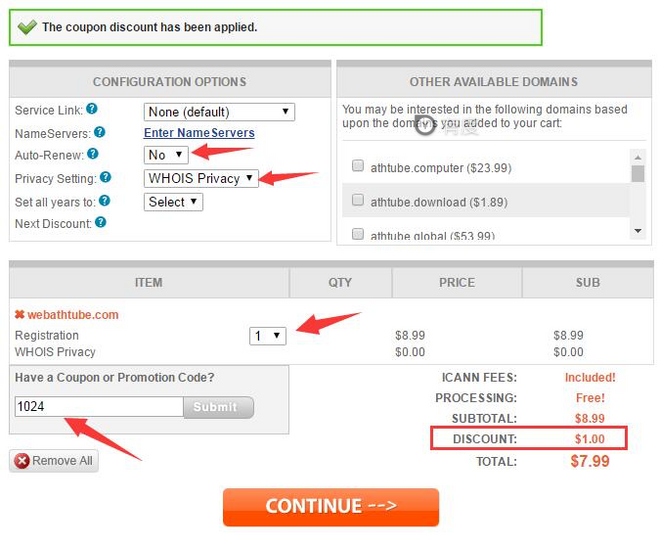 The coupon discount has been applied.
CONFIGURATION OPTIONS
Service Link: ? None (default)
NameServers: ? Enter NameServers
Auto-Renew: ? No
Privacy Setting: ? WHOIS Privacy
Set all years to: ? Select
Next Discount: ?
OTHER AVAILABLE DOMAINS
You may be interested in the following domains based
upon the domains you added to your cart:
athtube.computer ($23.99)
athtube.download ($1.89)
athtube.global ($53.99)
ITEM QTY PRICE SUB
webathtube.com
Registration 1 $8.99 $8.99
WHOIS Privacy $0.00 $0.00
Have a Coupon or Promotion Code?
1024 Submit
Remove All
ICANN FEES: Included!
PROCESSING: Free!
SUBTOTAL: $8.99
DISCOUNT: $1.00
TOTAL: $7.99
CONTINUE -->